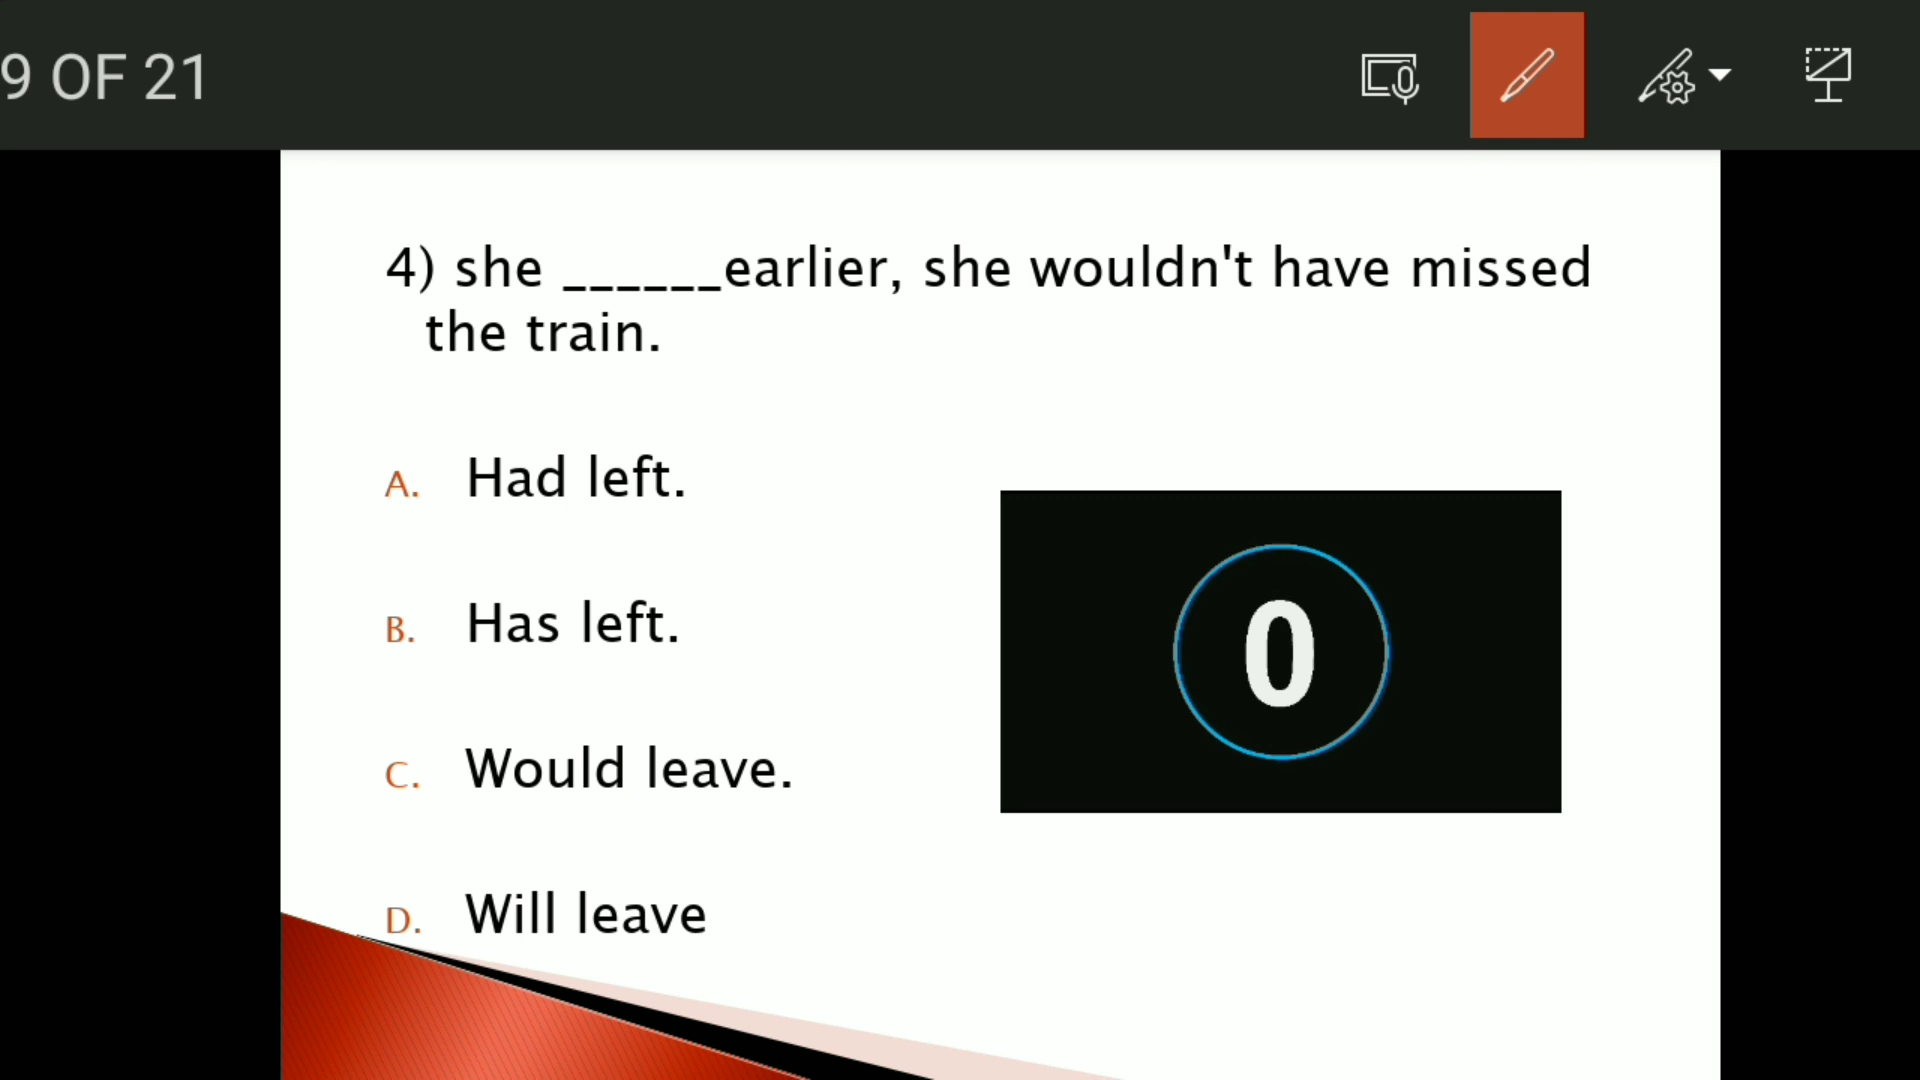 9 OF 21
4) she ______earlier, she wouldn't have missed
the train.
A. Had left.
B. Has left.
C. Would leave.
D. Will leave
0